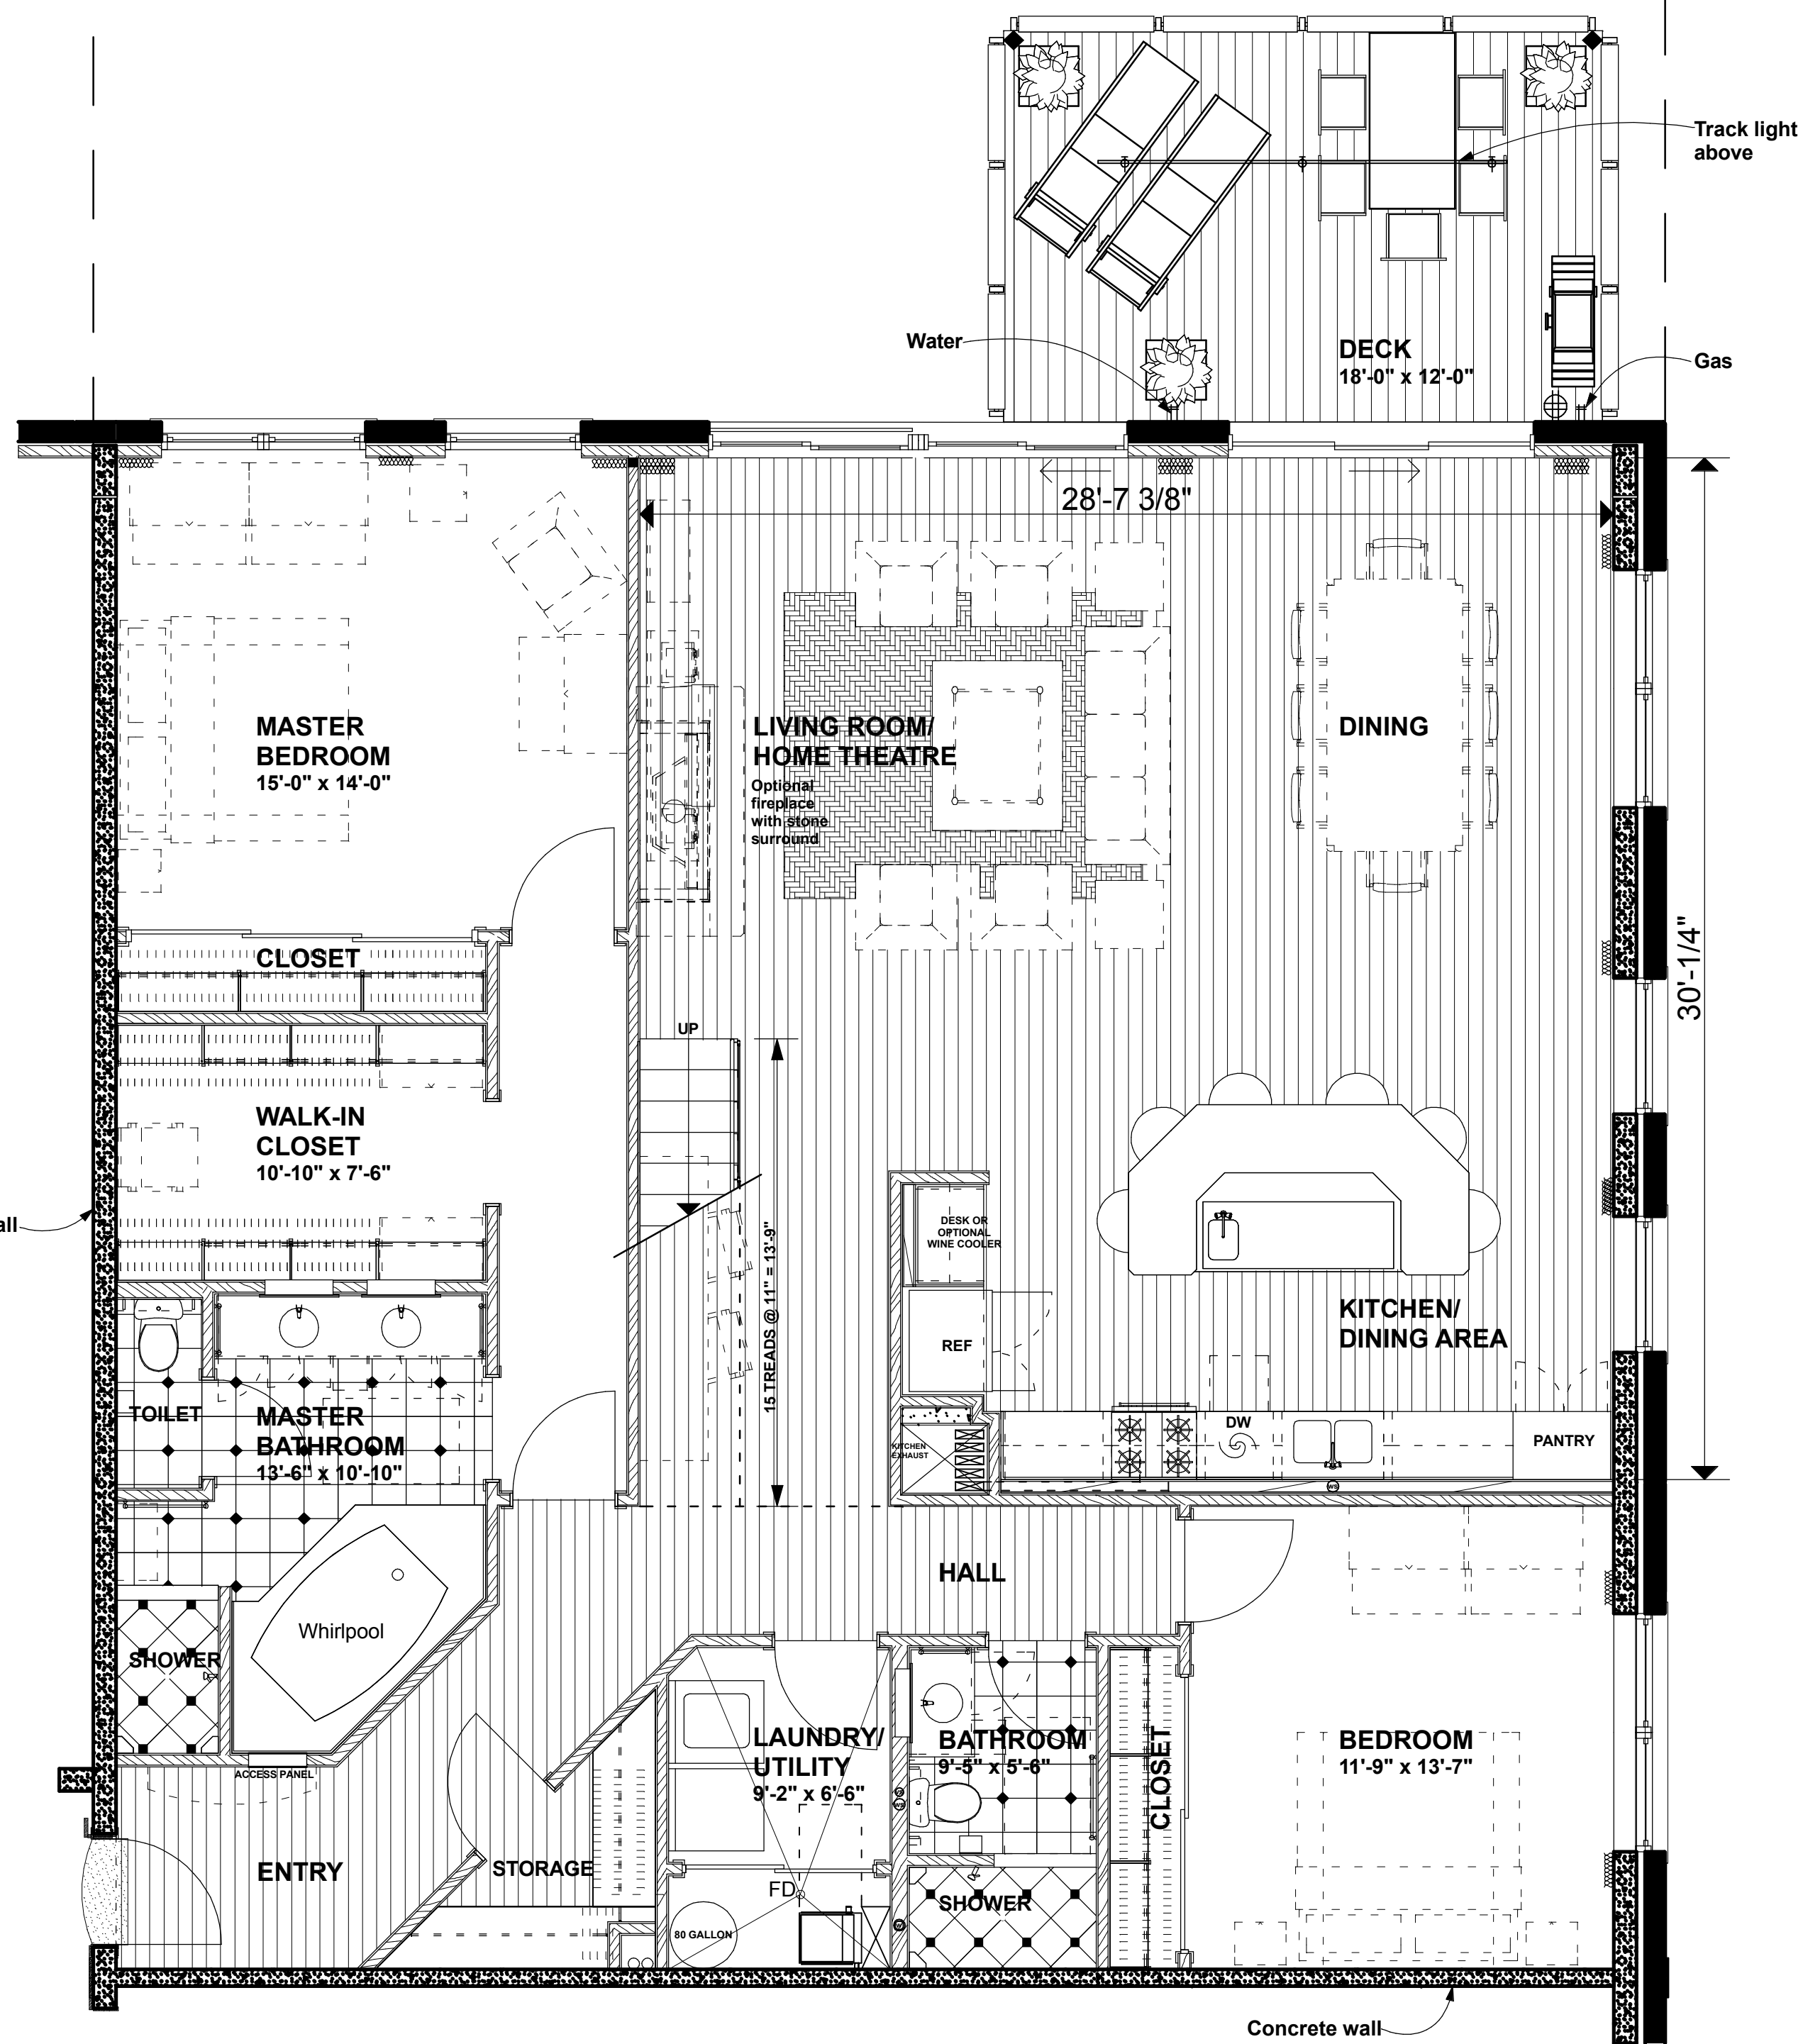 Track light
above
Water
DECK
18'-0" x 12'-0"
Gas
28'-7 3/8"
MASTER
BEDROOM
15'-0" x 14'-0"
LIVING ROOM/
HOME THEATRE
Optional
fireplace
with stone
surround
DINING
CLOSET
30'-1/4"
UP
WALK-IN
CLOSET
10'-10" x 7'-6"
all
15 TREADS @ 11" = 13'-9"
DESK OR
OPTIONAL
WINE COOLER
REF
KITCHEN/
DINING AREA
TOILET
MASTER
BATHROOM
13'-6" x 10'-10"
KITCHEN
EXHAUST
DW
PANTRY
WS
HALL
Whirlpool
SHOWER
ACCESS PANEL
LAUNDRY/
UTILITY
9'-2" x 6'-6"
BATHROOM
9'-5" x 5'-6"
CLOSET
BEDROOM
11'-9" x 13'-7"
WS
ENTRY
STORAGE
FD
SHOWER
80 GALLON
Concrete wall